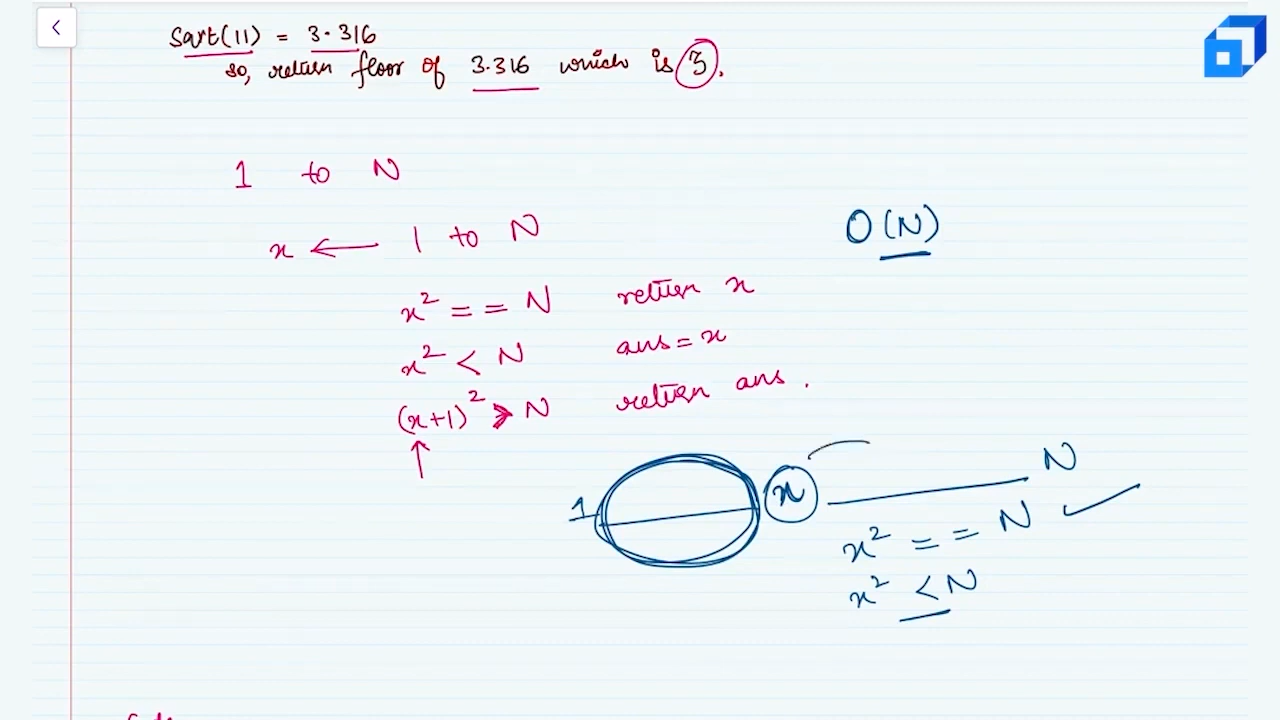 Sqrt(11) = 3.316
so, return floor of 3.316 which is 3.
1 to N
x ← 1 to N
O(N)
x² == N return x
x² < N ans = x
(x+1)² > N return ans.
↑
1 x N
x² == N ✓
x² < N